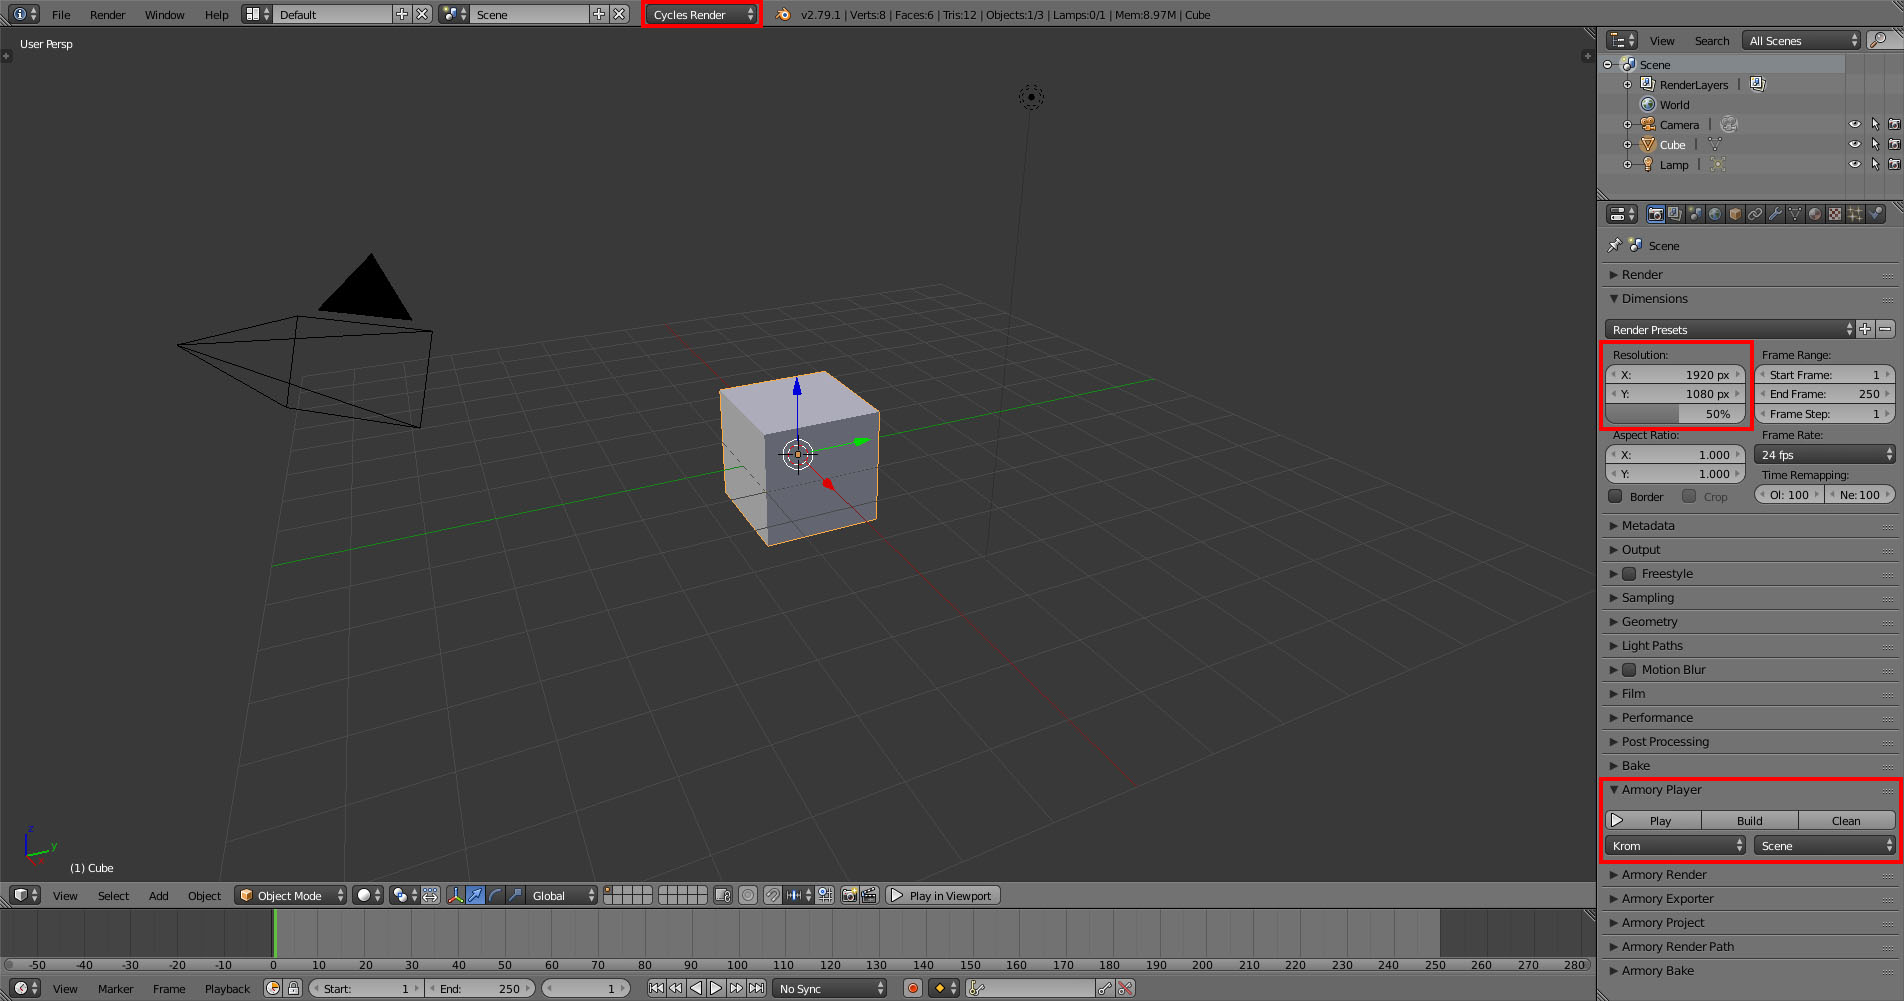 File Render Window Help Default Scene Cycles Render v2.79.1 | Verts:8 | Faces:6 | Tris:12 | Objects:1/3 | Lamps:0/1 | Mem:8.97M | Cube
User Persp
View Search All Scenes
Scene
RenderLayers |
World
Camera |
Cube |
Lamp |
Scene
Render
Dimensions
Render Presets
Resolution: Frame Range:
X: 1920 px Start Frame: 1
Y: 1080 px End Frame: 250
50% Frame Step: 1
Aspect Ratio: Frame Rate:
X: 1.000 24 fps
Y: 1.000 Time Remapping:
Border Crop Ol: 100 Ne: 100
Metadata
Output
Freestyle
Sampling
Geometry
Light Paths
Motion Blur
Film
Performance
Post Processing
Bake
Armory Player
Play Build Clean
Krom Scene
Armory Render
Armory Exporter
Armory Project
Armory Render Path
Armory Bake
z
y
x
(1) Cube
View Select Add Object Object Mode Global Play in Viewport
-50 -40 -30 -20 -10 0 10 20 30 40 50 60 70 80 90 100 110 120 130 140 150 160 170 180 190 200 210 220 230 240 250 260 270 280
View Marker Frame Playback Start: 1 End: 250 1 No Sync